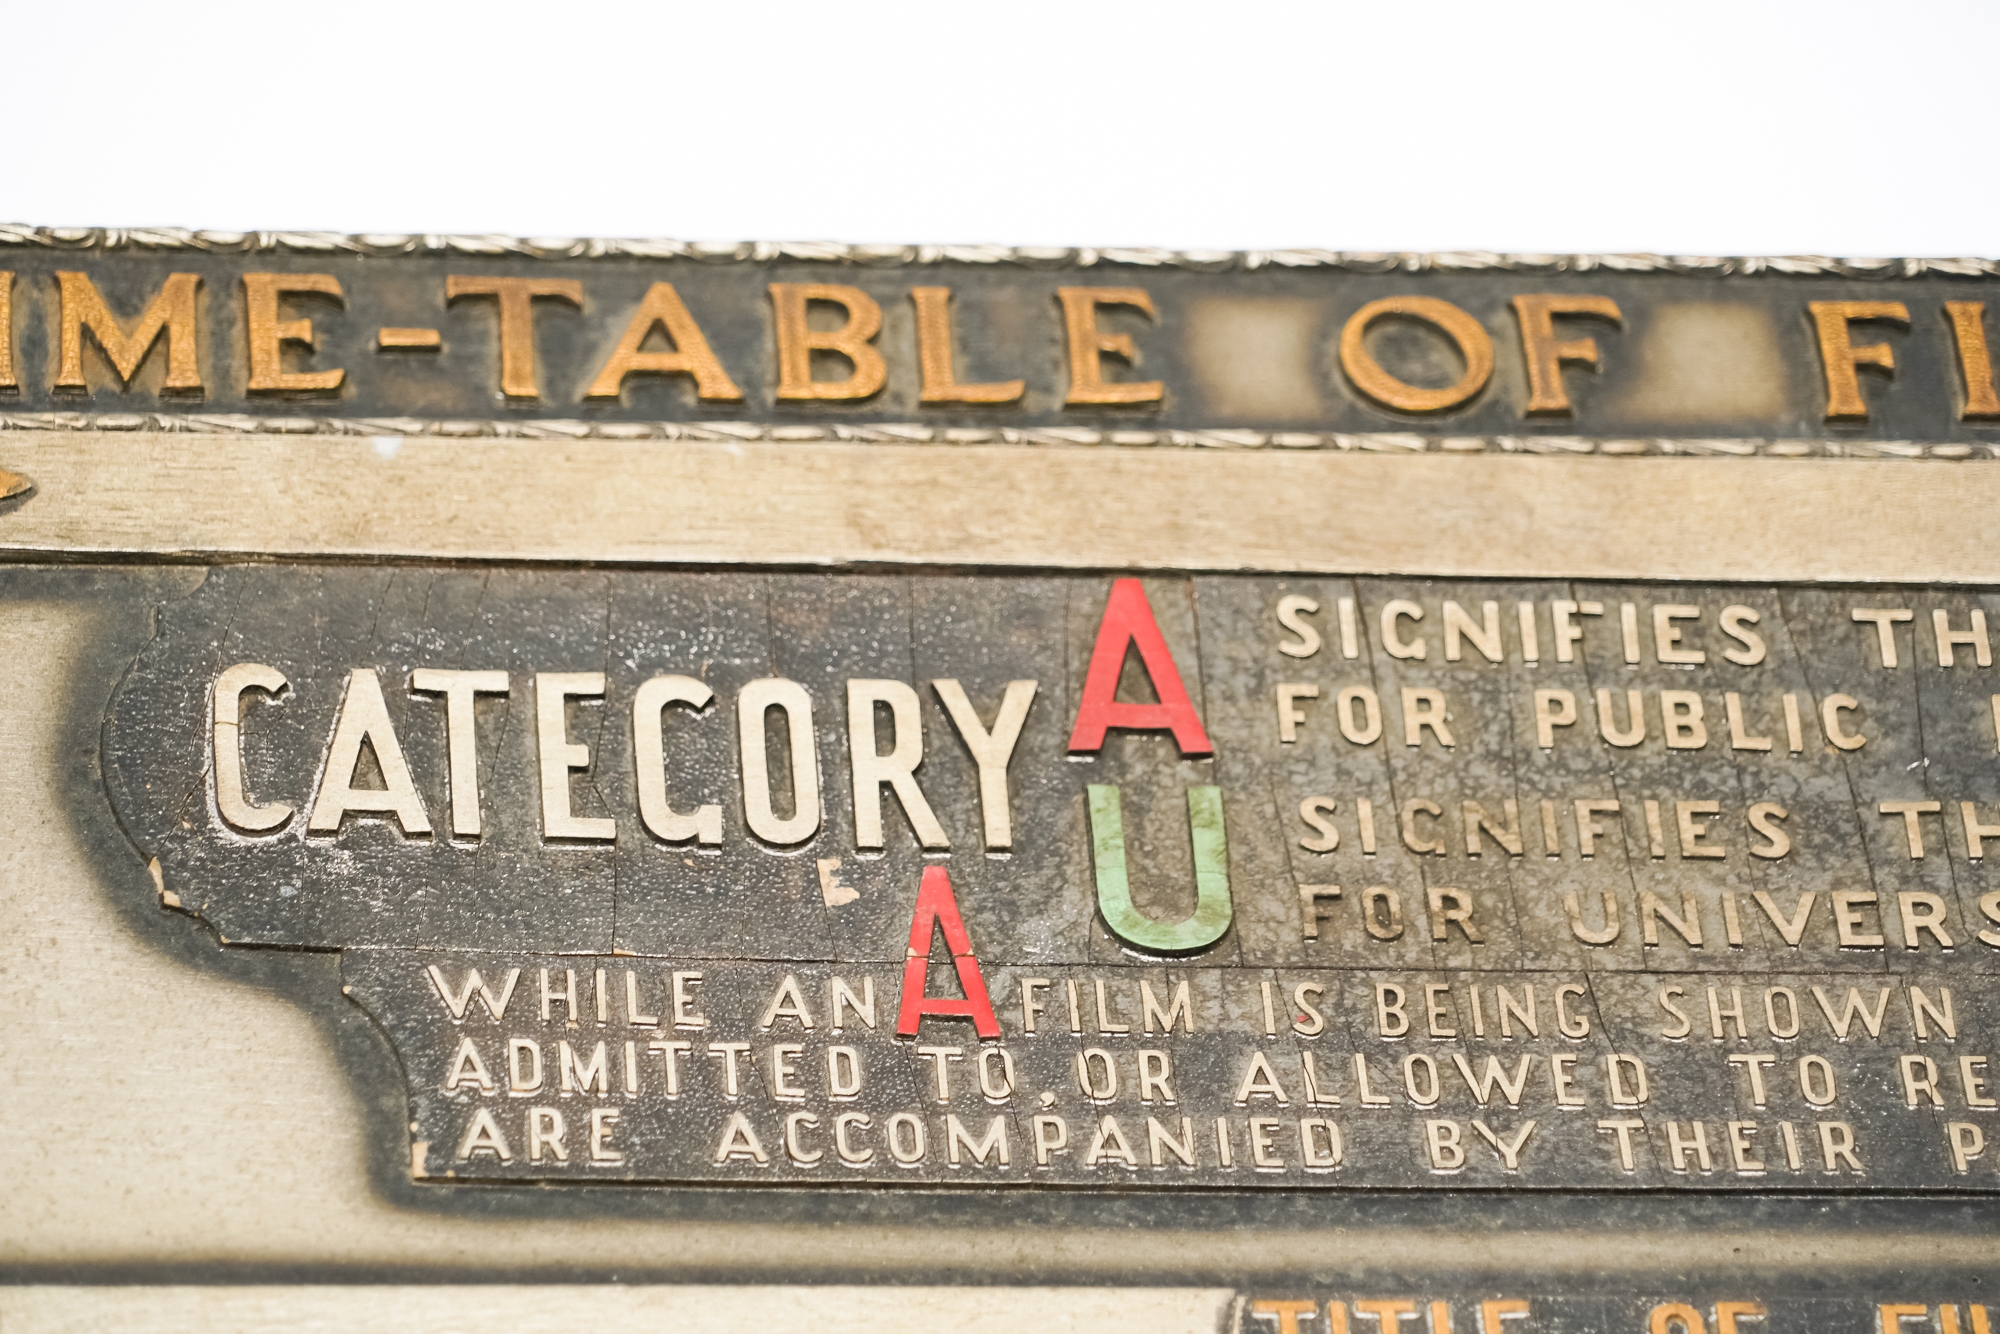 IME-TABLE OF FI
CATEGORY
A SIGNIFIES TH
FOR PUBLIC
U SIGNIFIES TH
FOR UNIVERS
WHILE AN A FILM IS BEING SHOWN
ADMITTED TO, OR ALLOWED TO RE
ARE ACCOMPANIED BY THEIR P
TITLE OF FIL